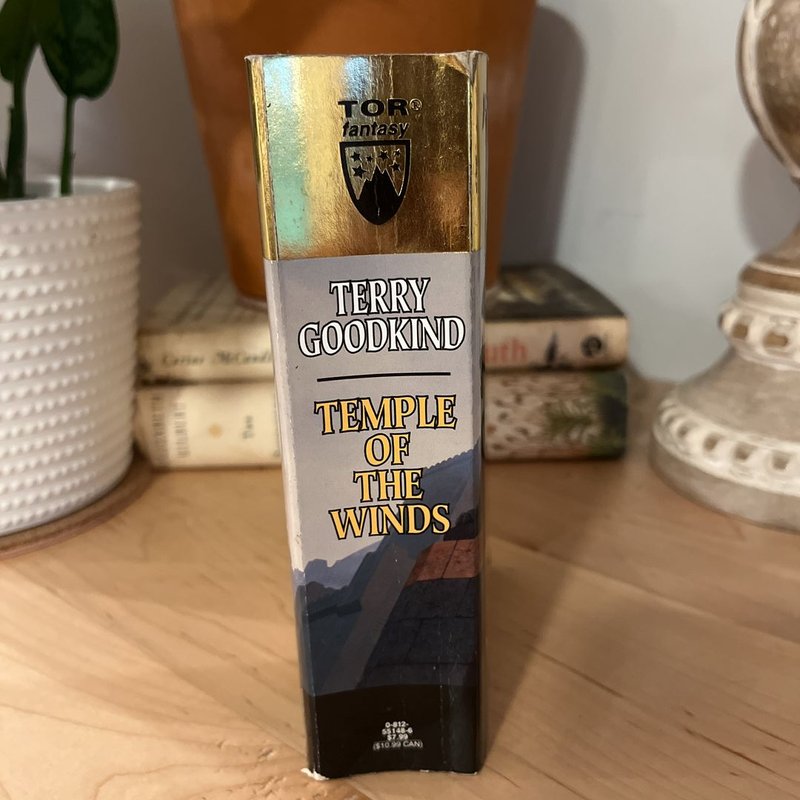 TOR®
fantasy
TERRY
GOODKIND
TEMPLE
OF
THE
WINDS
0-812-
55148-6
$7.99
($10.99 CAN)